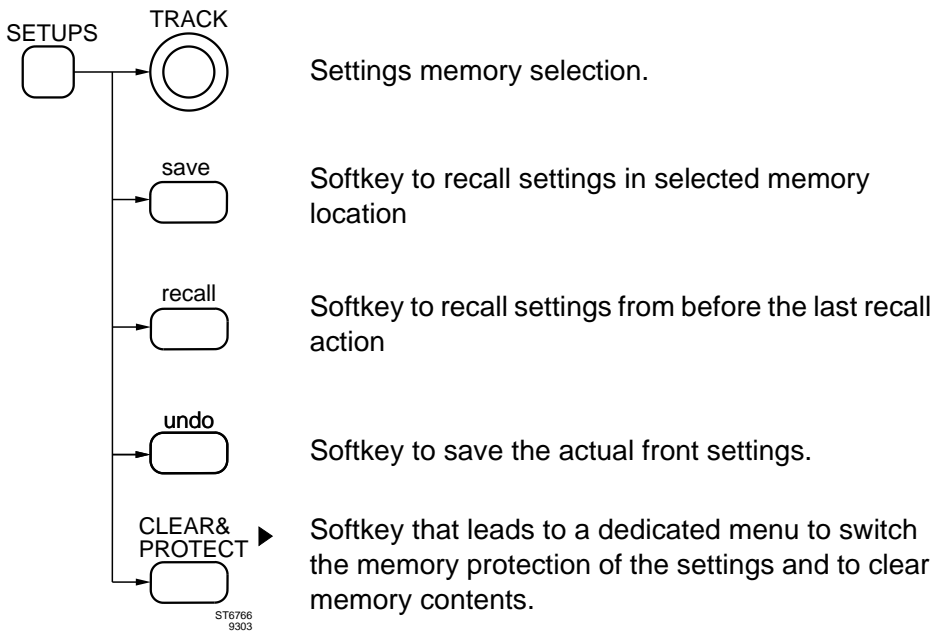 SETUPS
TRACK
Settings memory selection.
save
Softkey to recall settings in selected memory
location
recall
Softkey to recall settings from before the last recall
action
undo
Softkey to save the actual front settings.
CLEAR&
PROTECT
Softkey that leads to a dedicated menu to switch
the memory protection of the settings and to clear
memory contents.
ST6766
9303